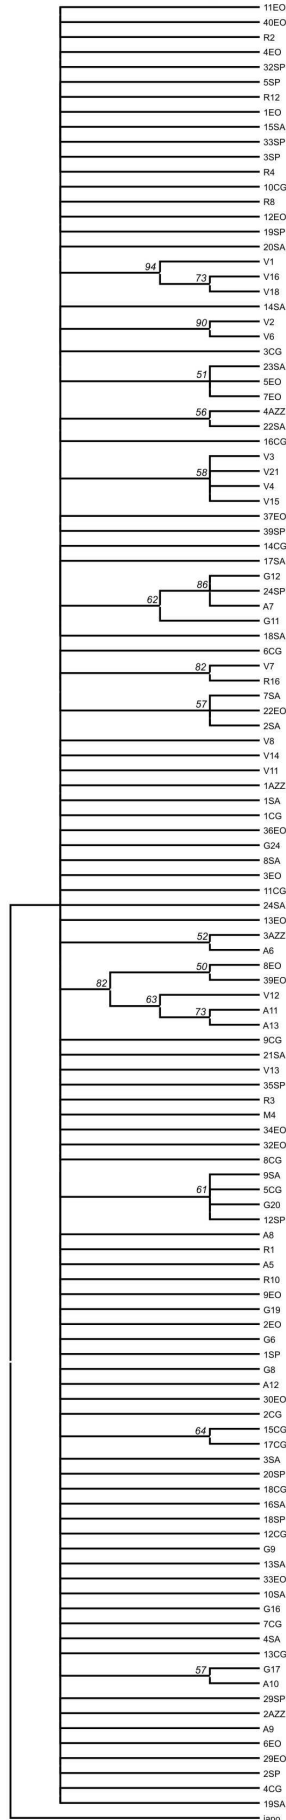 11EO
40EO
R2
4EO
32SP
5SP
R12
1EO
15SA
33SP
3SP
R4
10CG
R8
12EO
19SP
20SA
V1
94
V16
73
V18
14SA
V2
90
V6
3CG
23SA
51
5EO
7EO
4AZZ
56
22SA
16CG
V3
V21
58
V4
V15
37EO
39SP
14CG
17SA
G12
86
24SP
A7
62
G11
18SA
6CG
V7
82
R16
7SA
57
22EO
2SA
V8
V14
V11
1AZZ
1SA
1CG
36EO
G24
8SA
3EO
11CG
24SA
13EO
3AZZ
52
A6
8EO
50
39EO
82
V12
63
A11
73
A13
9CG
21SA
V13
35SP
R3
M4
34EO
32EO
8CG
9SA
61
5CG
G20
12SP
A8
R1
A5
R10
9EO
G19
2EO
G6
1SP
G8
A12
30EO
2CG
15CG
64
17CG
3SA
20SP
18CG
16SA
18SP
12CG
G9
13SA
33EO
10SA
G16
7CG
4SA
13CG
G17
57
A10
29SP
2AZZ
A9
6EO
29EO
2SP
4CG
19SA